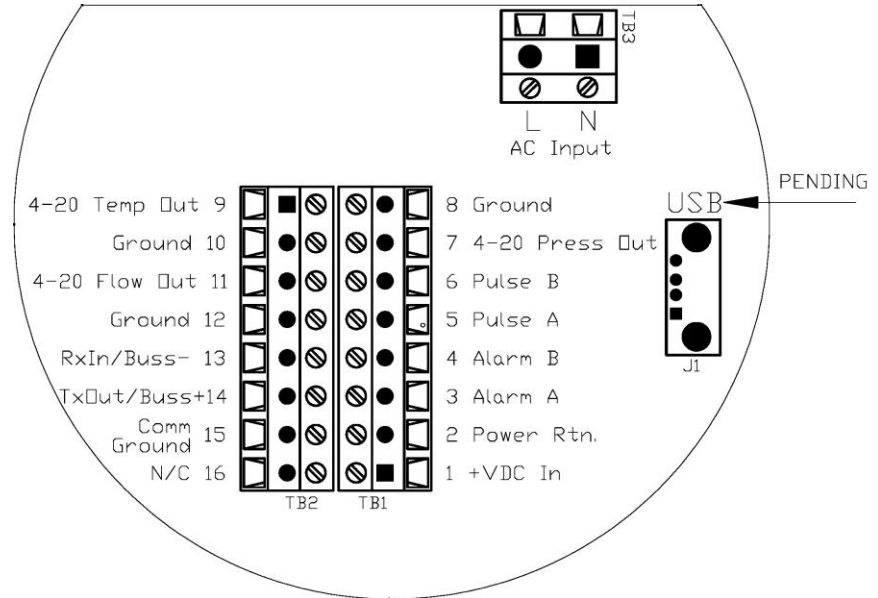 TB3
L N
AC Input
PENDING
USB
J1
4-20 Temp Out 9
Ground 10
4-20 Flow Out 11
Ground 12
RxIn/Buss- 13
TxOut/Buss+14
Comm
Ground 15
N/C 16
TB2
8 Ground
7 4-20 Press Out
6 Pulse B
5 Pulse A
4 Alarm B
3 Alarm A
2 Power Rtn.
1 +VDC In
TB1